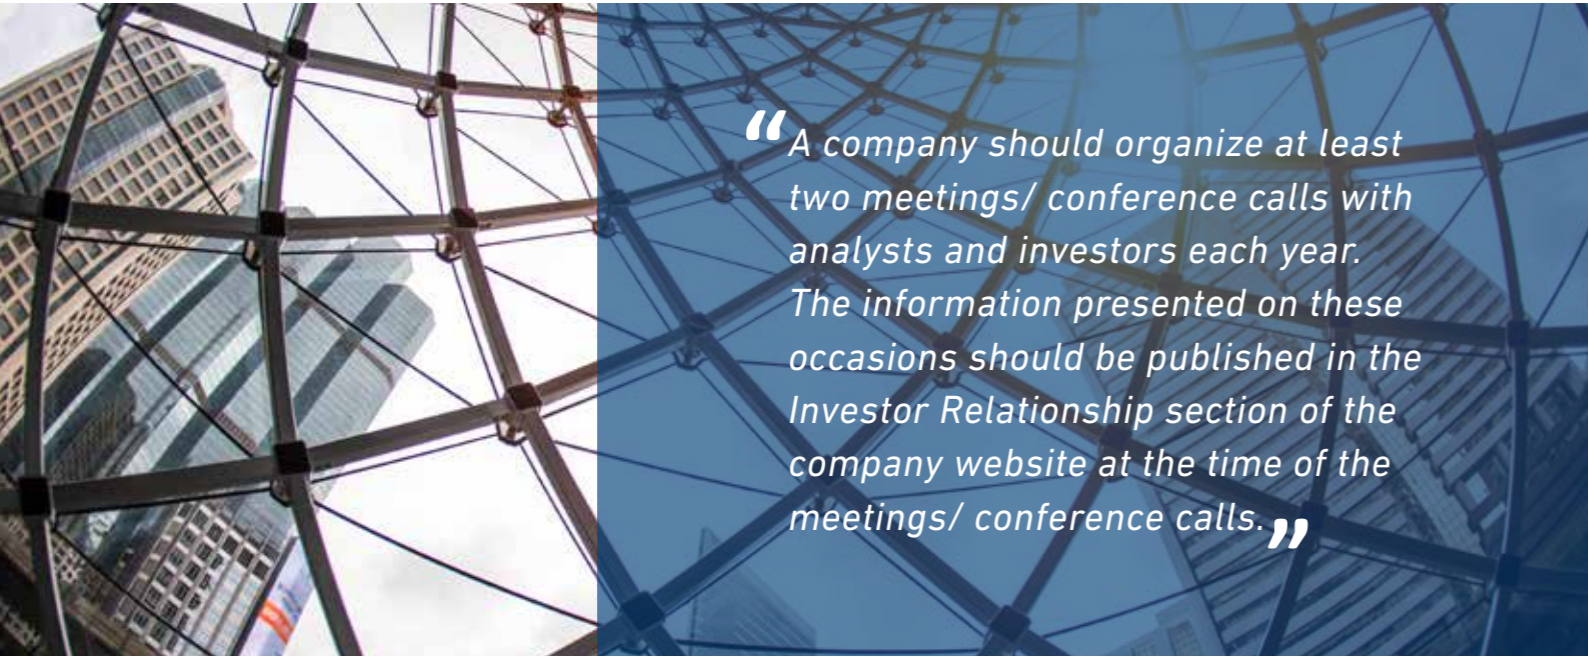 “A company should organize at least
two meetings/ conference calls with
analysts and investors each year.
The information presented on these
occasions should be published in the
Investor Relationship section of the
company website at the time of the
meetings/ conference calls.”